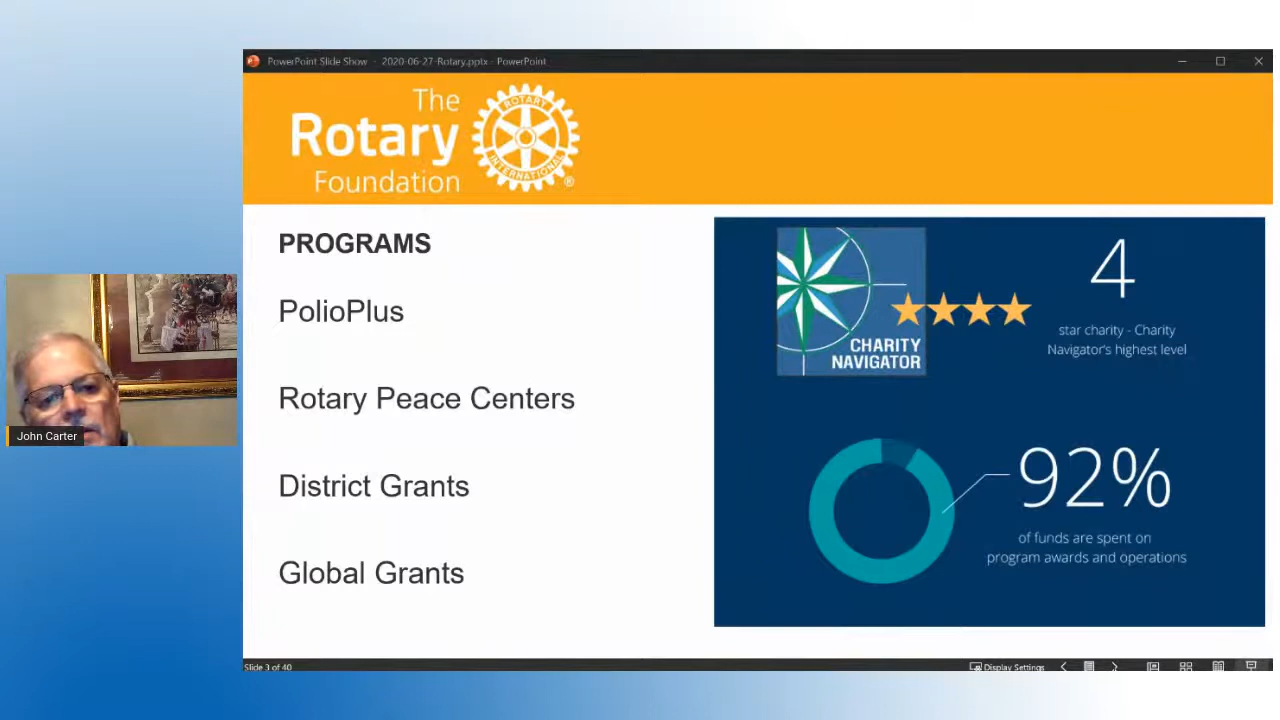 PowerPoint Slide Show - 2020-06-27-Rotary.pptx - PowerPoint
The
Rotary
Foundation
ROTARY
INTERNATIONAL
®
PROGRAMS
PolioPlus
Rotary Peace Centers
District Grants
Global Grants
CHARITY
NAVIGATOR
4
star charity - Charity
Navigator's highest level
92%
of funds are spent on
program awards and operations
John Carter
Slide 3 of 40
Display Settings